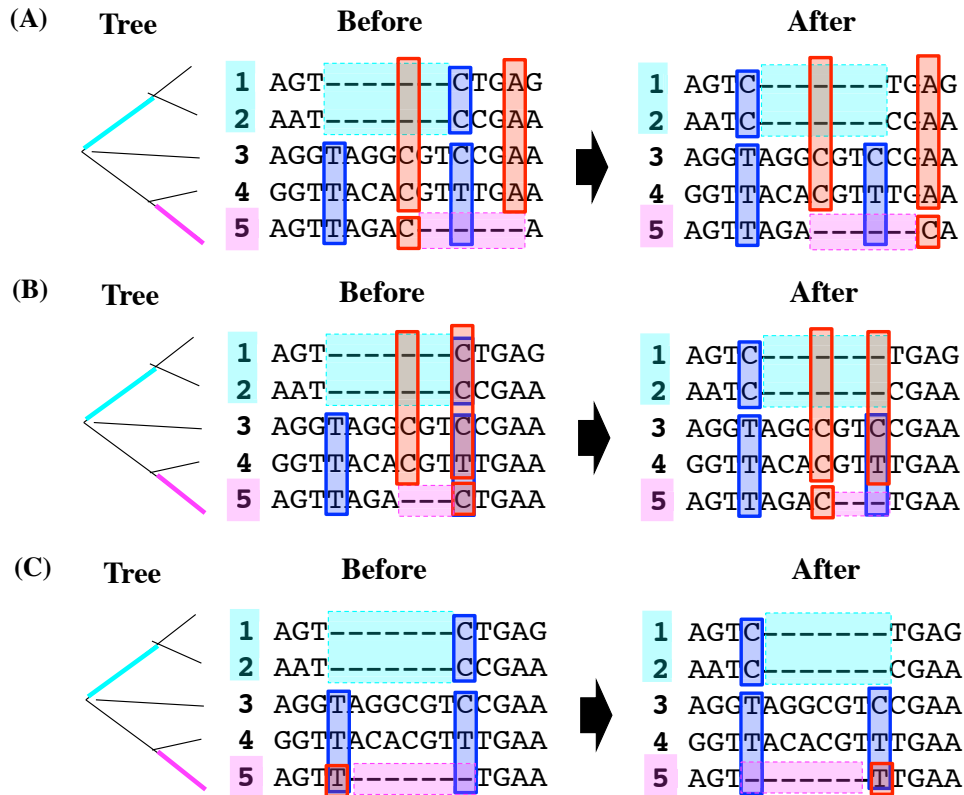 (A) Tree Before After
1 AGT-------CTGAG AGTC-------TGAG
2 AAT-------CCGAA AATC-------CGAA
3 AGGTAGGCGTCCGAA 3 AGGTAGGCGTCCGAA
4 GGTTACACGTTTGAA 4 GGTTACACGTTTGAA
5 AGTTAGAC------A 5 AGTTAGA------CA
(B) Tree Before After
1 AGT-------CTGAG 1 AGTC-------TGAG
2 AAT-------CCGAA 2 AATC-------CGAA
3 AGGTAGGCGTCCGAA 3 AGGTAGGCGTCCGAA
4 GGTTACACGTTTGAA 4 GGTTACACGTTTGAA
5 AGTTAGA---CTGAA 5 AGTTAGAC---TGAA
(C) Tree Before After
1 AGT-------CTGAG 1 AGTC-------TGAG
2 AAT-------CCGAA 2 AATC-------CGAA
3 AGGTAGGCGTCCGAA 3 AGGTAGGCGTCCGAA
4 GGTTACACGTTTGAA 4 GGTTACACGTTTGAA
5 AGTT-------TGAA 5 AGT-------TTGAA